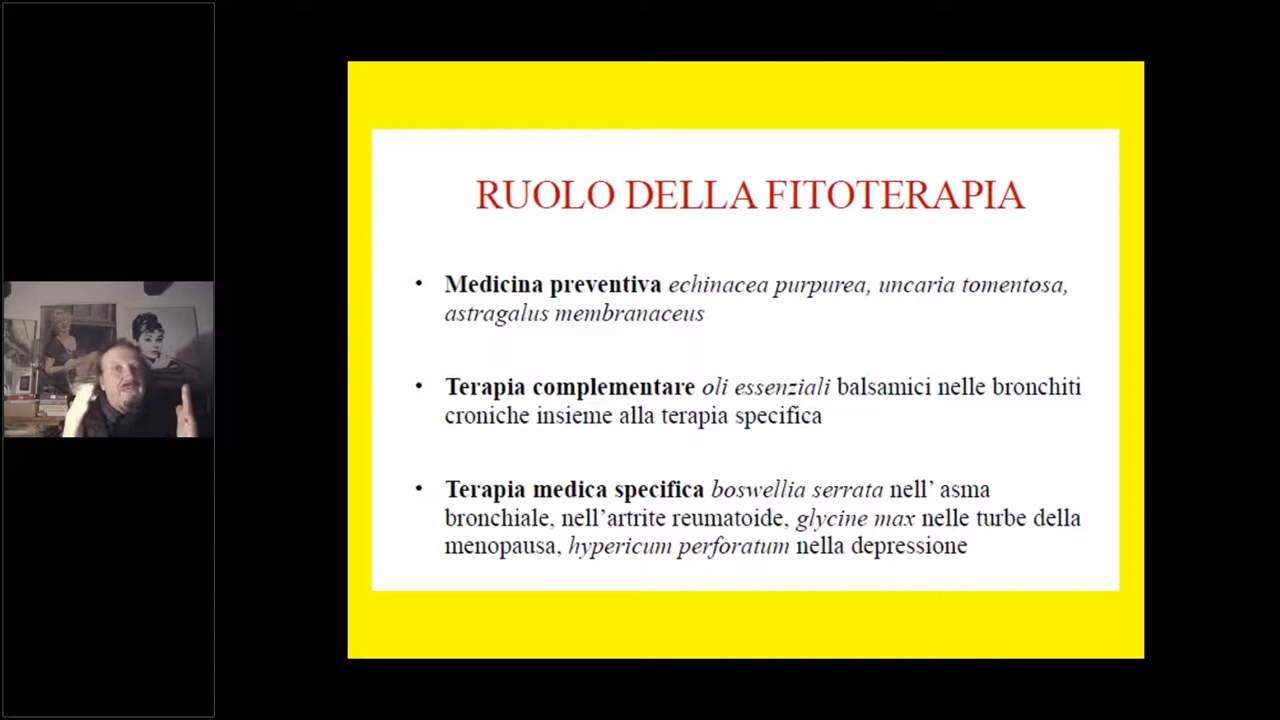 RUOLO DELLA FITOTERAPIA
• Medicina preventiva echinacea purpurea, uncaria tomentosa,
astragalus membranaceus
• Terapia complementare oli essenziali balsamici nelle bronchiti
croniche insieme alla terapia specifica
• Terapia medica specifica boswellia serrata nell’ asma
bronchiale, nell’artrite reumatoide, glycine max nelle turbe della
menopausa, hypericum perforatum nella depressione